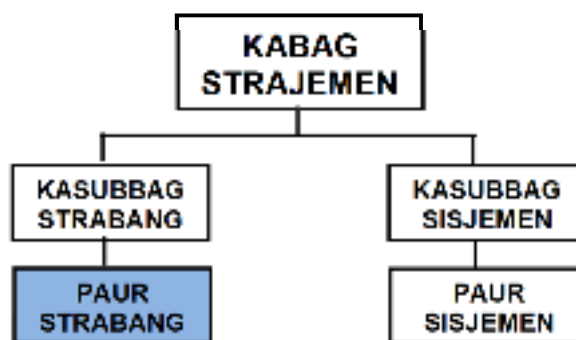 KABAG
STRAJEMEN
KASUBBAG
STRABANG
KASUBBAG
SISJEMEN
PAUR
STRABANG
PAUR
SISJEMEN